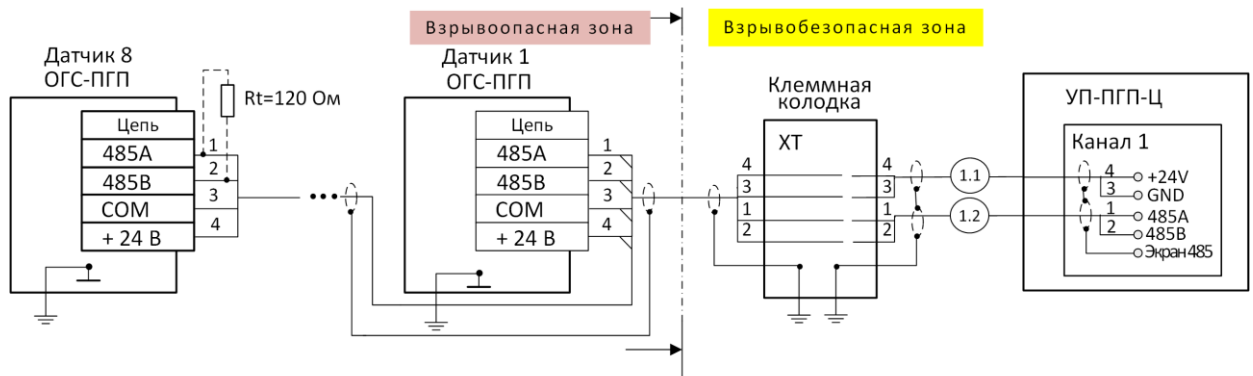 Взрывоопасная зона
Взрывобезопасная зона
Датчик 8
ОГС-ПГП
Rt=120 Ом
Цепь
485A
485B
COM
+ 24 В
1
2
3
4
Датчик 1
ОГС-ПГП
Цепь
485A
485B
COM
+ 24 В
1
2
3
4
Клеммная
колодка
XT
4
3
1
2
4
3
1
2
1.1
1.2
УП-ПГП-Ц
Канал 1
4
3
1
2
+24V
GND
485A
485B
Экран485